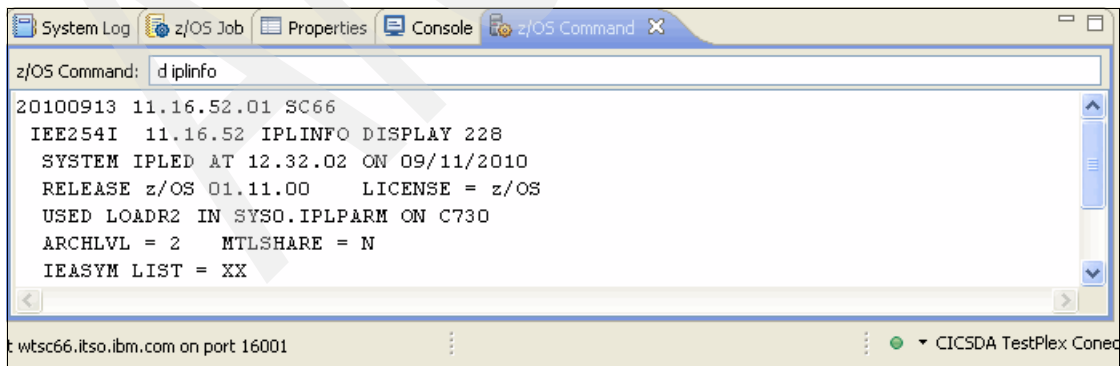 System Log z/OS Job Properties Console z/OS Command
z/OS Command: d iplinfo
20100913 11.16.52.01 SC66
IEE254I 11.16.52 IPLINFO DISPLAY 228
SYSTEM IPLED AT 12.32.02 ON 09/11/2010
RELEASE z/OS 01.11.00 LICENSE = z/OS
USED LOADR2 IN SYS0.IPLPARM ON C730
ARCHLVL = 2 MTLSHARE = N
IEASYM LIST = XX
t wtsc66.itso.ibm.com on port 16001 CICSDA TestPlex Conec